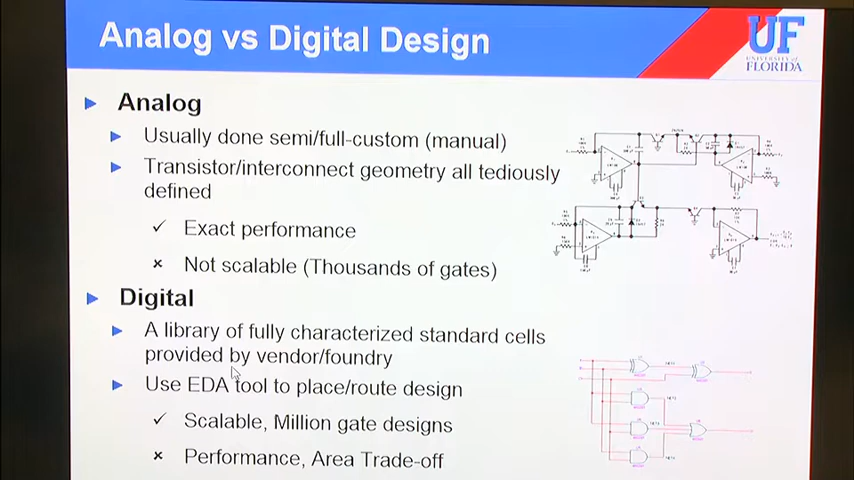 Analog vs Digital Design
UF
UNIVERSITY of
FLORIDA
Analog
Usually done semi/full-custom (manual)
Transistor/interconnect geometry all tediously
defined
✓ Exact performance
× Not scalable (Thousands of gates)
Digital
A library of fully characterized standard cells
provided by vendor/foundry
Use EDA tool to place/route design
✓ Scalable, Million gate designs
× Performance, Area Trade-off